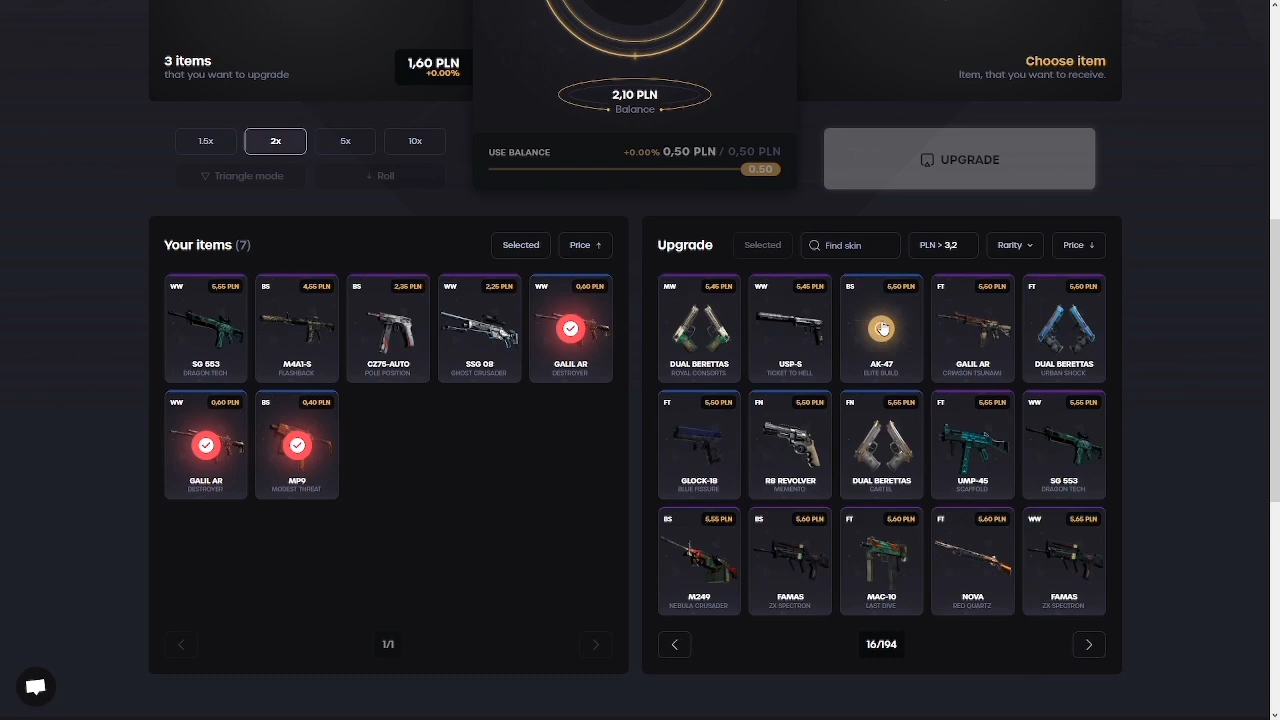 3 items
that you want to upgrade
1,60 PLN
+0.00%
2,10 PLN
Balance
Choose item
Item, that you want to receive.
1.5x
2x
5x
10x
Triangle mode
Roll
USE BALANCE
+0.00% 0,50 PLN / 0,50 PLN
0.50
UPGRADE
Your items (7)
Selected
Price
WW 5,55 PLN
SG 553
DRAGON TECH
BS 4,55 PLN
M4A1-S
FLASHBACK
BS 2,35 PLN
CZ75-AUTO
POLE POSITION
WW 2,25 PLN
SSG 08
GHOST CRUSADER
WW 0,60 PLN
GALIL AR
DESTROYER
WW 0,60 PLN
GALIL AR
DESTROYER
BS 0,40 PLN
MP9
MODEST THREAT
1/1
Upgrade
Selected
Find skin
PLN > 3,2
Rarity
Price
MW 5,45 PLN
DUAL BERETTAS
ROYAL CONSORTS
WW 5,45 PLN
USP-S
TICKET TO HELL
BS 5,50 PLN
AK-47
ELITE BUILD
FT 5,50 PLN
GALIL AR
CRIMSON TSUNAMI
FT 5,50 PLN
DUAL BERETTAS
URBAN SHOCK
FT 5,50 PLN
GLOCK-18
BLUE FISSURE
FN 5,50 PLN
R8 REVOLVER
MEMENTO
FN 5,55 PLN
DUAL BERETTAS
CARTEL
FT 5,55 PLN
UMP-45
SCAFFOLD
WW 5,55 PLN
SG 553
DRAGON TECH
BS 5,55 PLN
M249
NEBULA CRUSADER
BS 5,60 PLN
FAMAS
ZX SPECTRON
FT 5,60 PLN
MAC-10
LAST DIVE
FT 5,60 PLN
NOVA
RED QUARTZ
WW 5,65 PLN
FAMAS
ZX SPECTRON
16/194